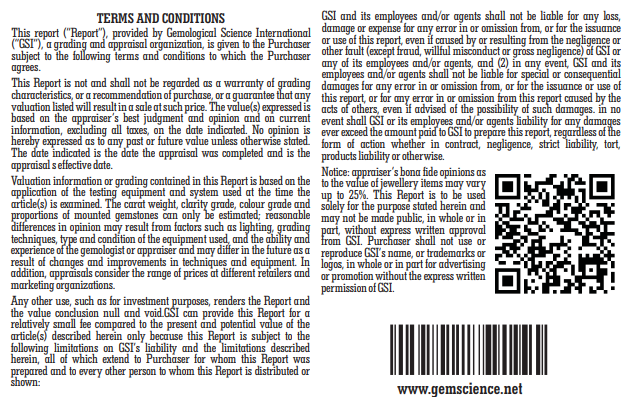 TERMS AND CONDITIONS
This report ("Report"), provided by Gemological Science International
("GSI"), a grading and appraisal organization, is given to the Purchaser
subject to the following terms and conditions to which the Purchaser
agrees.
This Report is not and shall not be regarded as a warranty of grading
characteristics, or a recommendation of purchase, or a guarantee that any
valuation listed will result in a sale at such price. The value(s) expressed is
based on the appraiser's best judgment and opinion and on current
information, excluding all taxes, on the date indicated. No opinion is
hereby expressed as to any past or future value unless otherwise stated.
The date indicated is the date the appraisal was completed and is the
appraisal s effective date.
Valuation information or grading contained in this Report is based on the
application of the testing equipment and system used at the time the
article(s) is examined. The carat weight, clarity grade, colour grade and
proportions of mounted gemstones can only be estimated; reasonable
differences in opinion may result from factors such as lighting, grading
techniques, type and condition of the equipment used, and the ability and
experience of the gemologist or appraiser and may differ in the future as a
result of changes and improvements in techniques and equipment. In
addition, appraisals consider the range of prices at different retailers and
marketing organizations.
Any other use, such as for investment purposes, renders the Report and
the value conclusion null and void.GSI can provide this Report for a
relatively small fee compared to the present and potential value of the
article(s) described herein only because this Report is subject to the
following limitations on GSI's liability and the limitations described
herein, all of which extend to Purchaser for whom this Report was
prepared and to every other person to whom this Report is distributed or
shown:
GSI and its employees and/or agents shall not be liable for any loss,
damage or expense for any error in or omission from, or for the issuance
or use of this report, even if caused by or resulting from the negligence or
other fault (except fraud, willful misconduct or gross negligence) of GSI or
any of its employees and/or agents, and (2) in any event, GSI and its
employees and/or agents shall not be liable for special or consequential
damages for any error in ar omission from, or for the issuance or use of
this report, or for any error in or omission from this report caused by the
acts of others, even if advised of the possibility of such damages. in no
event shall GSI or its employees and/or agents liability for any damages
ever exceed the amount paid to GSI to prepare this report, regardless of the
form of action whether in contract, negligence, strict liability, tort,
products liability or otherwise.
Notice: appraiser's bona fide opinions as
to the value of jewellery items may vary
up to 25%. This Report is to be used
solely for the purpose stated herein and
may not be made public, in whole or in
part, without express written approval
from GSI. Purchaser shall not use or
reproduce GSI's name, or trademarks or
logos, in whole or in part for advertising
or promotion without the express written
permission of GSI.
www.gemscience.net